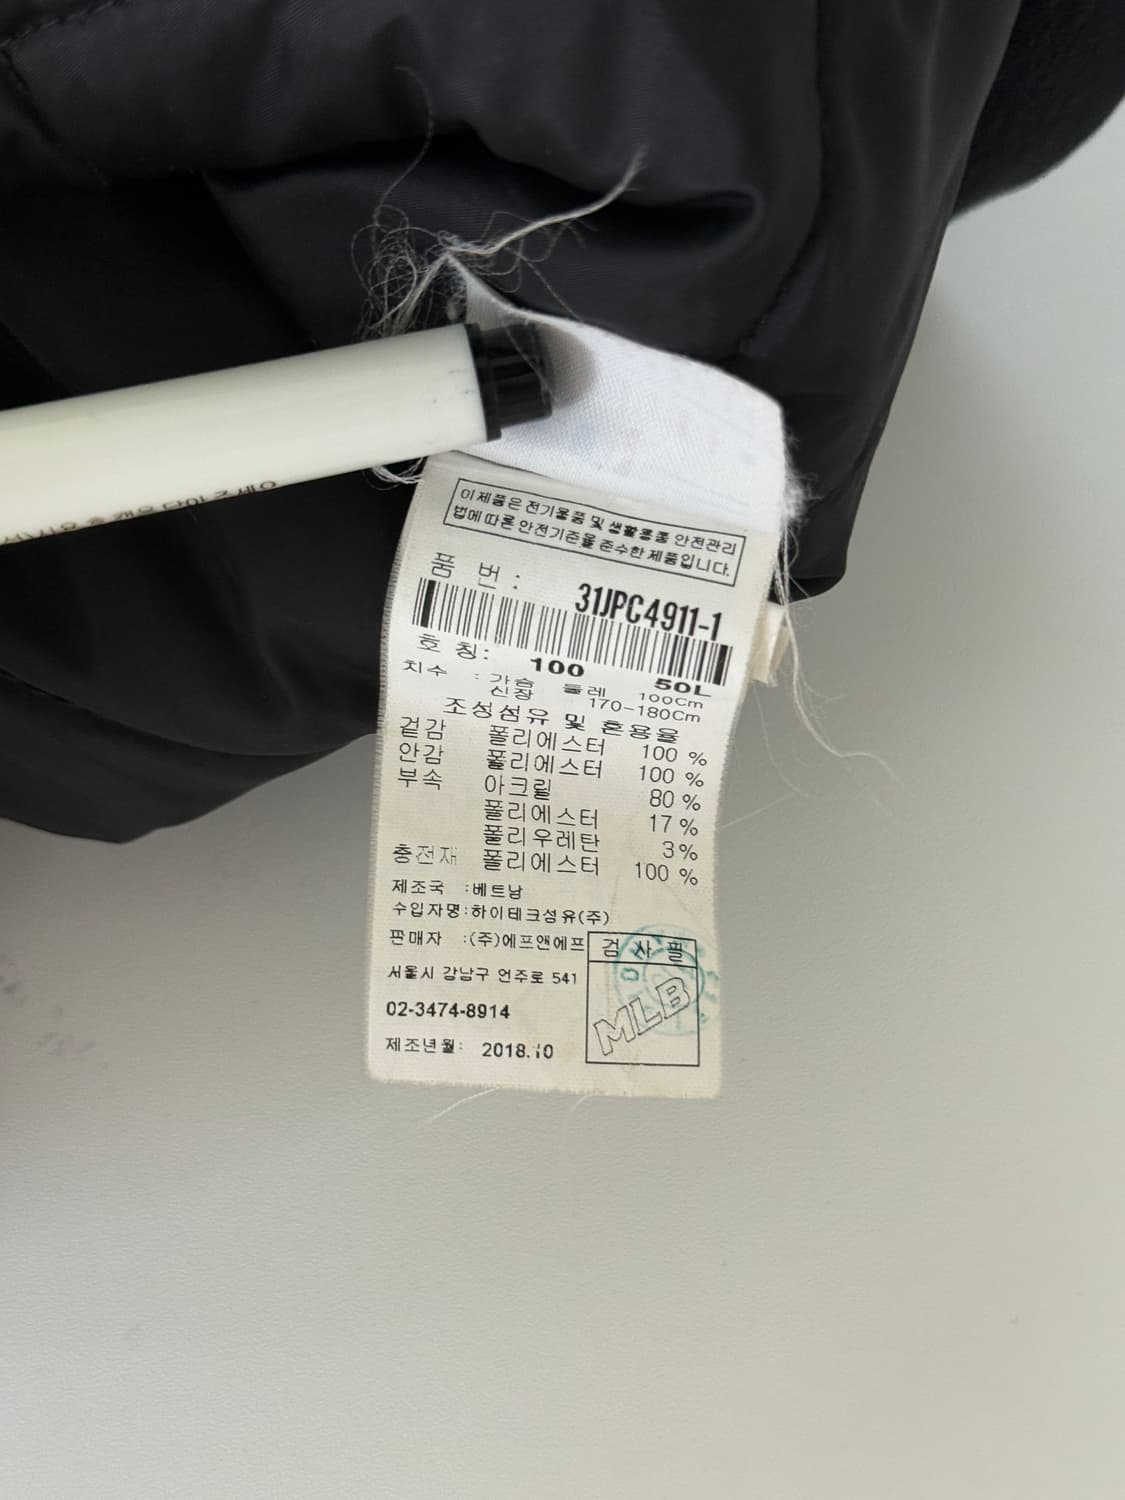 이 제품은 전기용품 및 생활용품 안전관리
법에 따른 안전기준을 준수한 제품입니다.
품 번 : 31JPC4911-1
호 칭: 100 50L
치수 : 가슴 둘레 100Cm
신장 170-180Cm
조성섬유 및 혼용율
겉감 폴리에스터 100 %
안감 폴리에스터 100 %
부속 아크릴 80 %
폴리에스터 17 %
폴리우레탄 3 %
충전재 폴리에스터 100 %
제조국 :베트남
수입자명:하이테크섬유(주)
판매자 :(주)에프앤에프
서울시 강남구 언주로 541
02-3474-8914
제조년월: 2018.10
검 사 필
MLB